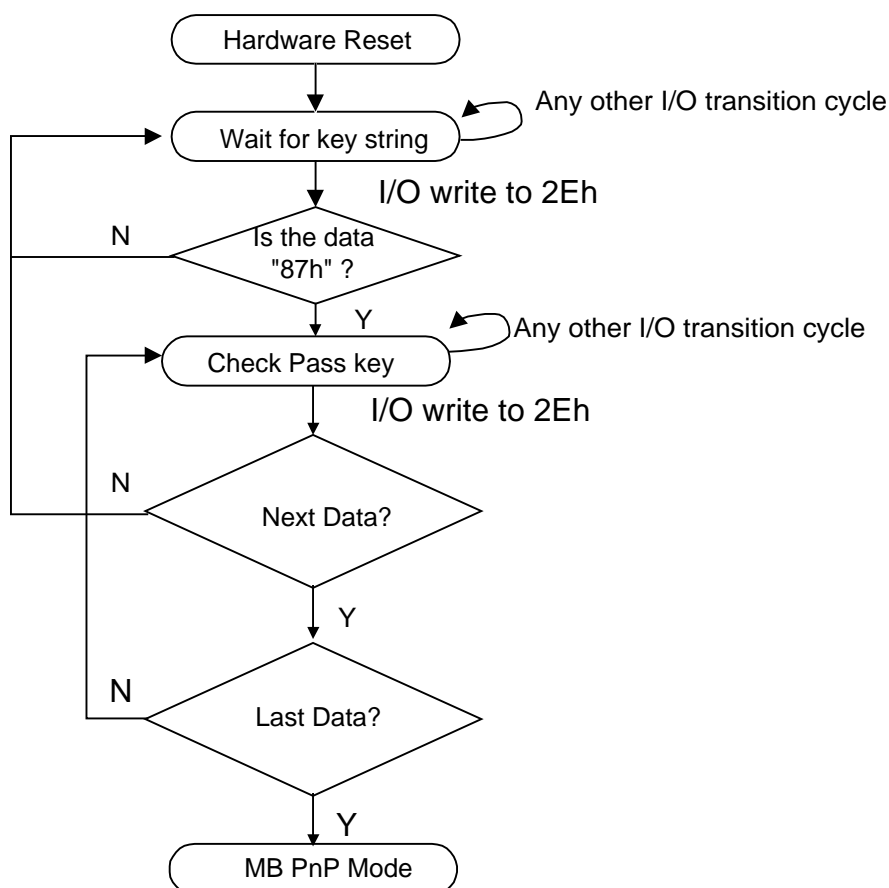 Hardware Reset
Any other I/O transition cycle
Wait for key string
I/O write to 2Eh
N
Is the data
"87h" ?
Y
Any other I/O transition cycle
Check Pass key
I/O write to 2Eh
N
Next Data?
Y
N
Last Data?
Y
MB PnP Mode